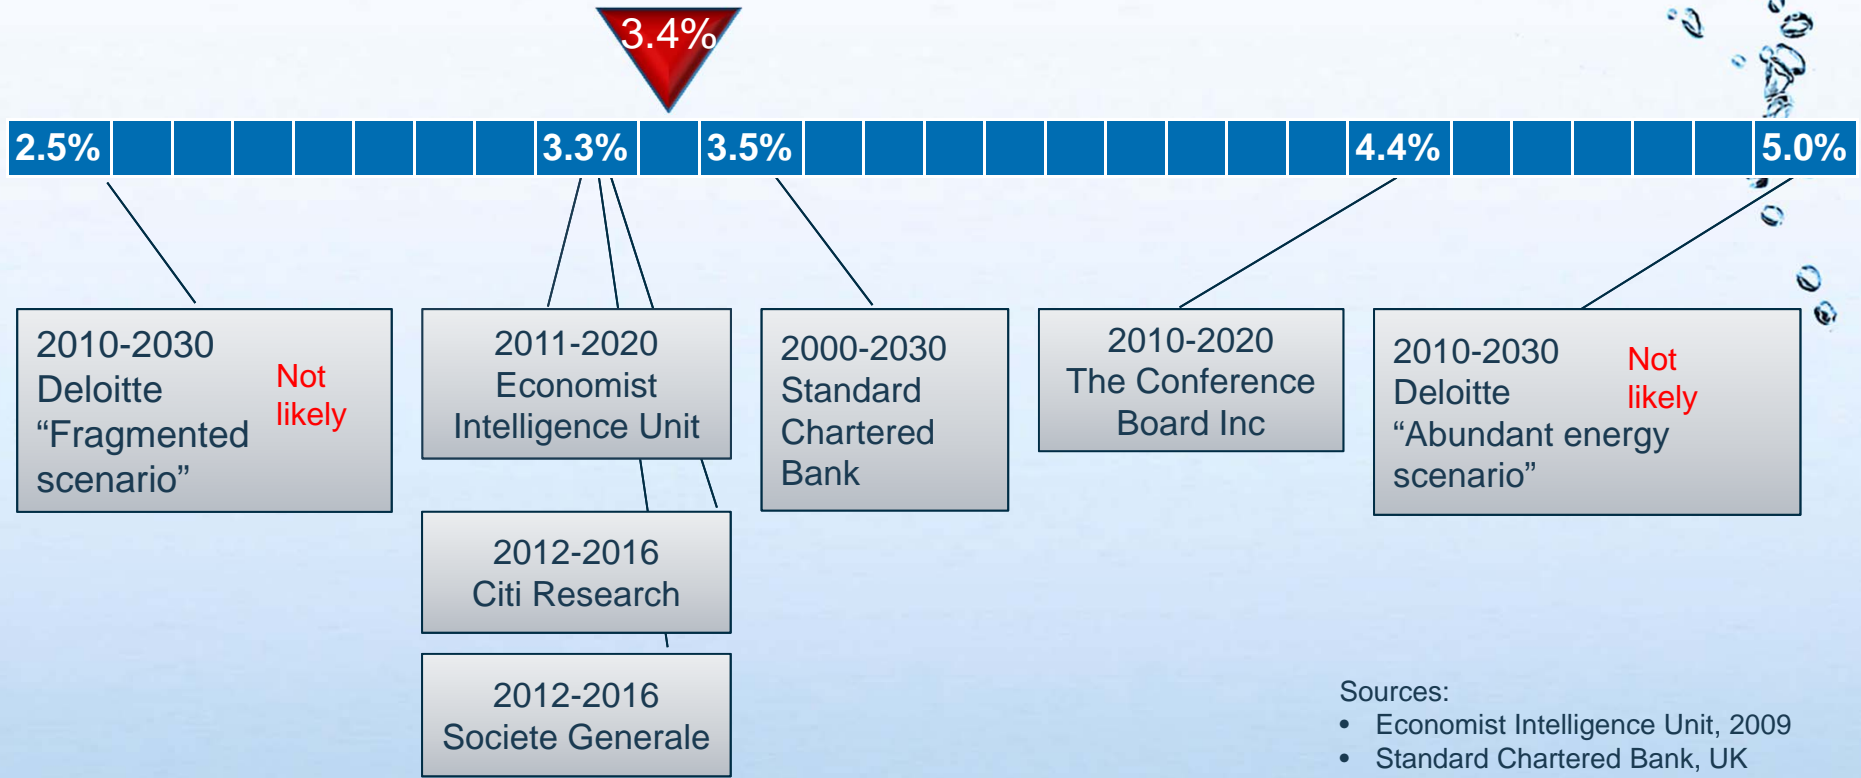 3.4%
2.5%
3.3%
3.5%
4.4%
5.0%
2010-2030
Deloitte
“Fragmented
scenario”
Not
likely
2011-2020
Economist
Intelligence Unit
2012-2016
Citi Research
2012-2016
Societe Generale
2000-2030
Standard
Chartered
Bank
2010-2020
The Conference
Board Inc
2010-2030
Deloitte
“Abundant energy
scenario”
Not
likely
Sources:
• Economist Intelligence Unit, 2009
• Standard Chartered Bank, UK